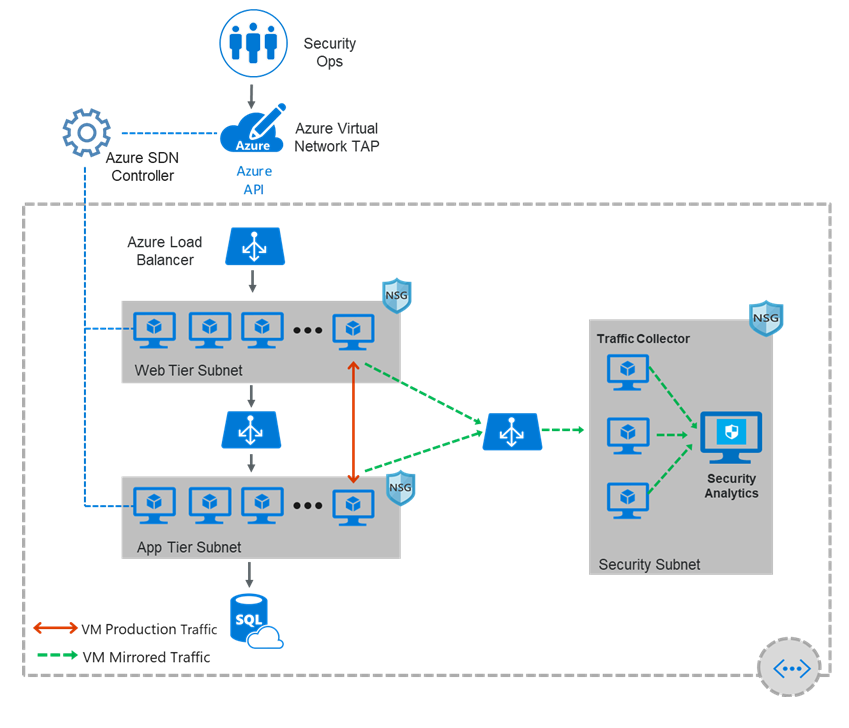 Security
Ops
Azure
Azure Virtual
Network TAP
Azure SDN
Controller
Azure
API
Azure Load
Balancer
NSG
Web Tier Subnet
NSG
Traffic Collector
Security
Analytics
Security Subnet
NSG
App Tier Subnet
SQL
VM Production Traffic
VM Mirrored Traffic